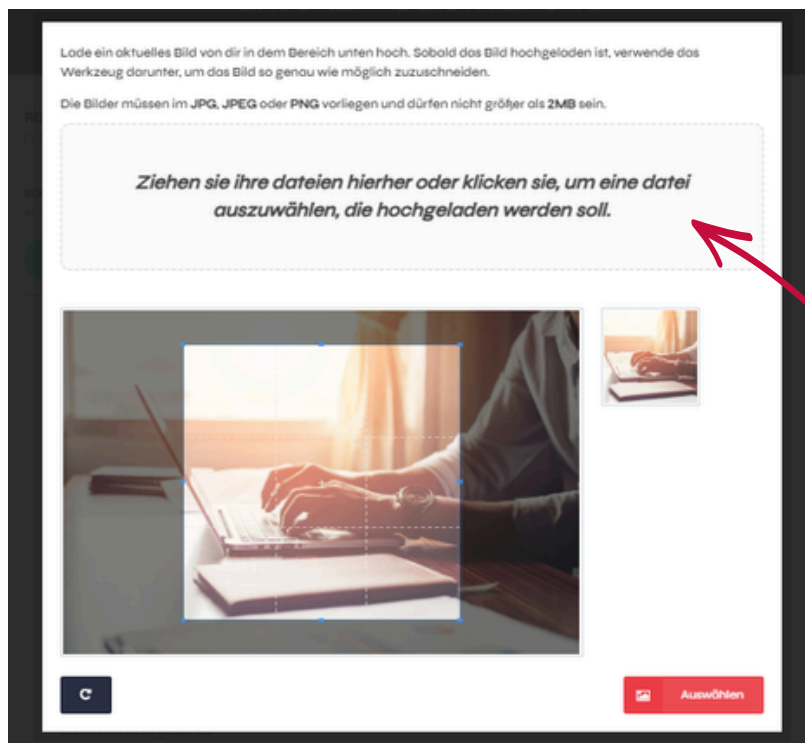 Lade ein aktuelles Bild von dir in dem Bereich unten hoch. Sobald das Bild hochgeladen ist, verwende das
Werkzeug darunter, um das Bild so genau wie möglich zuzuschneiden.
Die Bilder müssen im JPG, JPEG oder PNG vorliegen und dürfen nicht größer als 2MB sein.
Ziehen sie ihre dateien hierher oder klicken sie, um eine datei
auszuwählen, die hochgeladen werden soll.
Auswählen